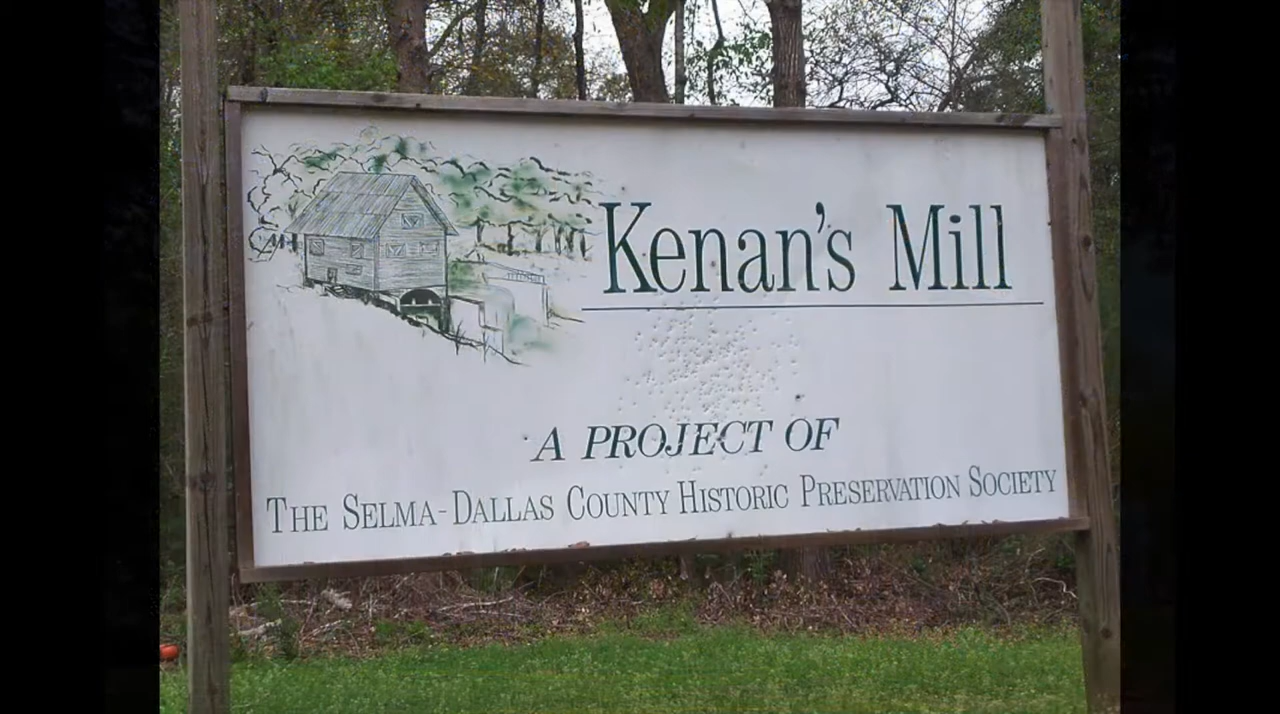 Kenan's Mill
A PROJECT OF
THE SELMA-DALLAS COUNTY HISTORIC PRESERVATION SOCIETY